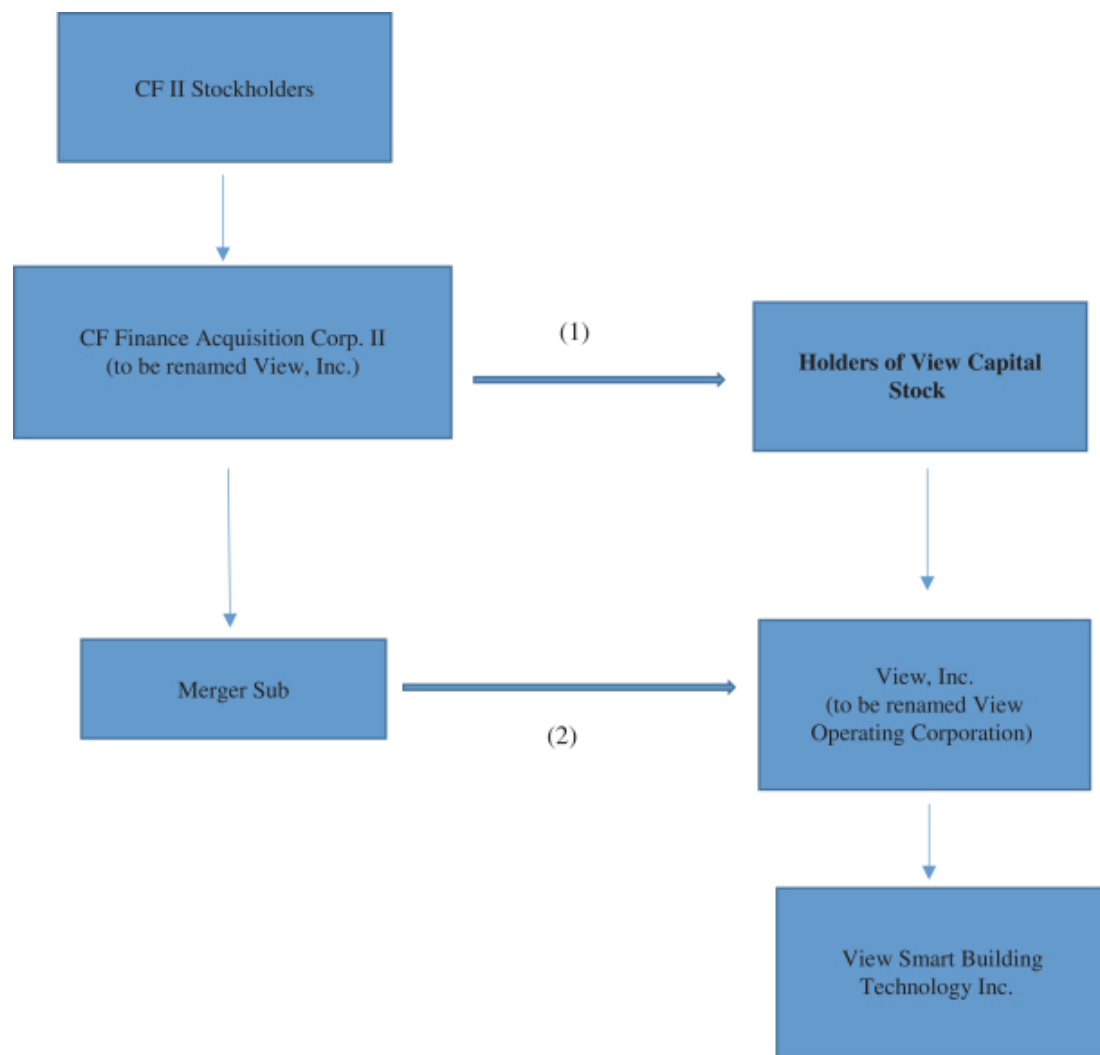 CF II Stockholders
CF Finance Acquisition Corp. II
(to be renamed View, Inc.)
(1)
Holders of View Capital
Stock
Merger Sub
(2)
View, Inc.
(to be renamed View
Operating Corporation)
View Smart Building
Technology Inc.